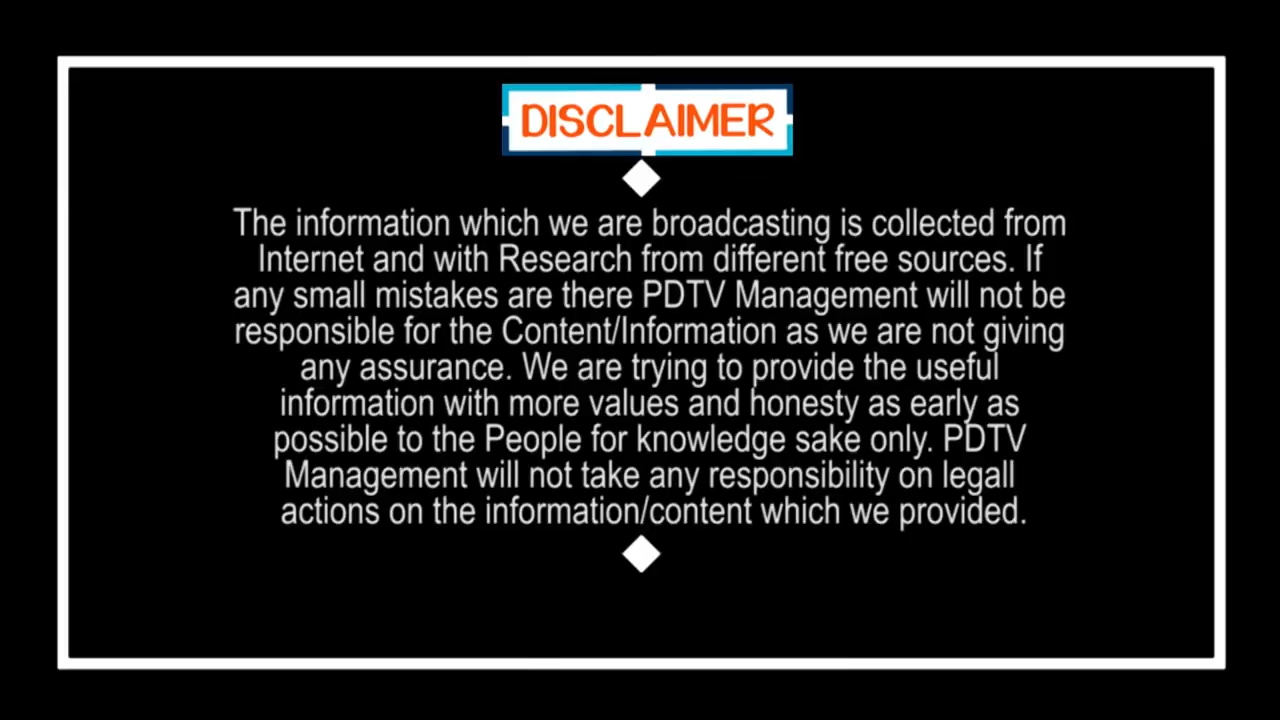 DISCLAIMER
The information which we are broadcasting is collected from
Internet and with Research from different free sources. If
any small mistakes are there PDTV Management will not be
responsible for the Content/Information as we are not giving
any assurance. We are trying to provide the useful
information with more values and honesty as early as
possible to the People for knowledge sake only. PDTV
Management will not take any responsibility on legall
actions on the information/content which we provided.